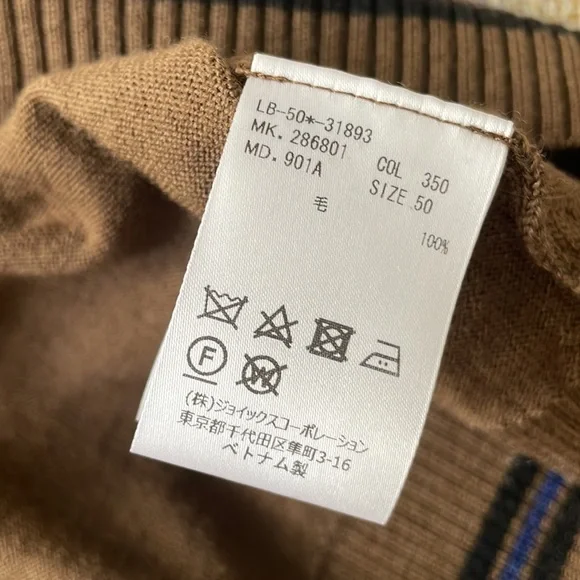 LB-50*-31893
MK. 286801 COL 350
MD. 901A SIZE 50
毛 100%
F W
(株)ジョイックスコーポレーション
東京都千代田区隼町3-16
ベトナム製